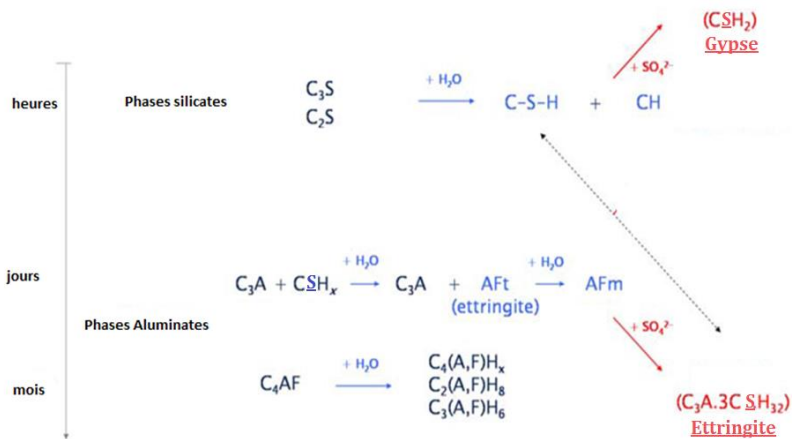 (CSH₂)
Gypse
+ SO₄²⁻
heures
Phases silicates
C₃S
C₂S
+ H₂O
C-S-H + CH
jours
+ H₂O
+ H₂O
C₃A + CSHₓ C₃A + AFt AFm
(ettringite)
Phases Aluminates
+ SO₄²⁻
mois
C₄AF
+ H₂O
C₄(A,F)Hₓ
C₂(A,F)H₈
C₃(A,F)H₆
(C₃A.3C SH₃₂)
Ettringite